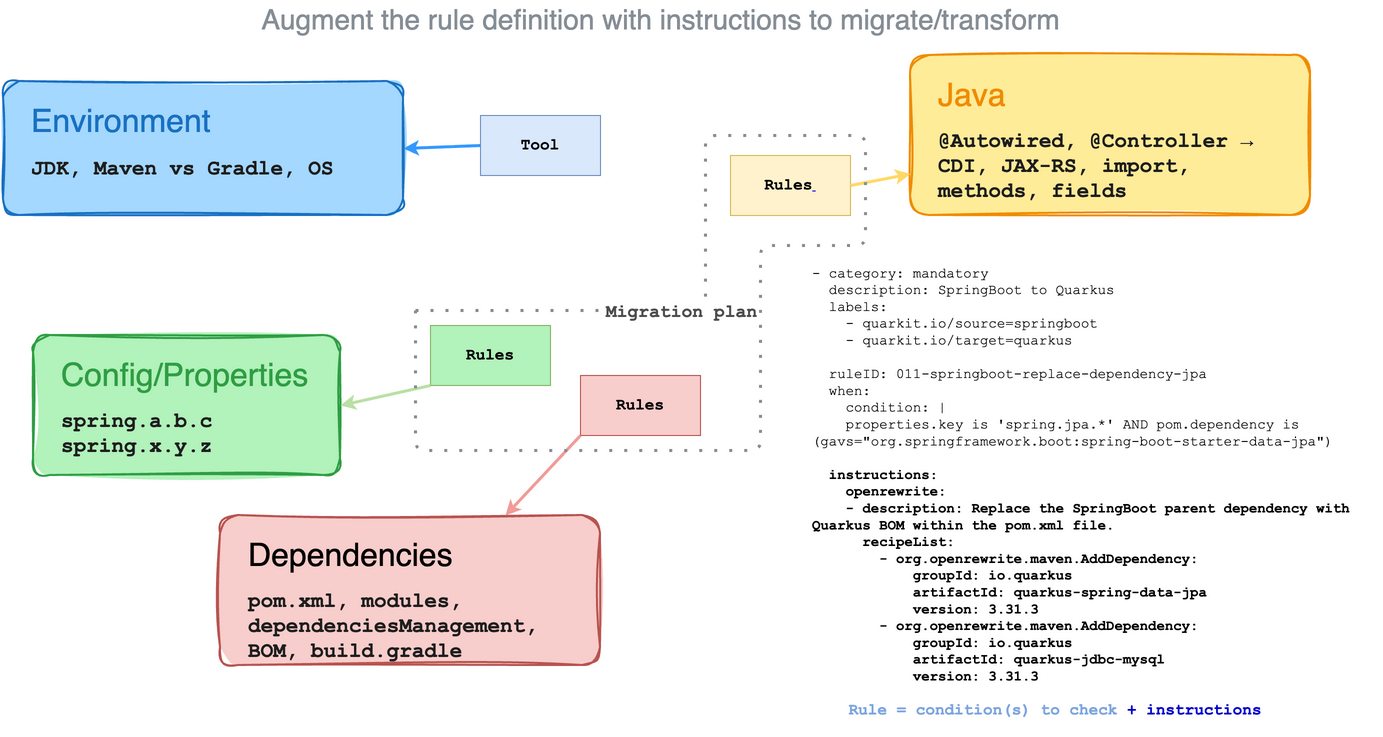 Augment the rule definition with instructions to migrate/transform
Environment
JDK, Maven vs Gradle, OS
Tool
Rules
Java
@Autowired, @Controller →
CDI, JAX-RS, import,
methods, fields
Migration plan
Rules
Rules
Config/Properties
spring.a.b.c
spring.x.y.z
Dependencies
pom.xml, modules,
dependenciesManagement,
BOM, build.gradle
- category: mandatory
  description: SpringBoot to Quarkus
  labels:
    - quarkit.io/source=springboot
    - quarkit.io/target=quarkus
  ruleID: 011-springboot-replace-dependency-jpa
  when:
    condition: |
    properties.key is 'spring.jpa.*' AND pom.dependency is
(gavs="org.springframework.boot:spring-boot-starter-data-jpa")
  instructions:
    openrewrite:
    - description: Replace the SpringBoot parent dependency with
Quarkus BOM within the pom.xml file.
      recipeList:
        - org.openrewrite.maven.AddDependency:
            groupId: io.quarkus
            artifactId: quarkus-spring-data-jpa
            version: 3.31.3
        - org.openrewrite.maven.AddDependency:
            groupId: io.quarkus
            artifactId: quarkus-jdbc-mysql
            version: 3.31.3
Rule = condition(s) to check + instructions